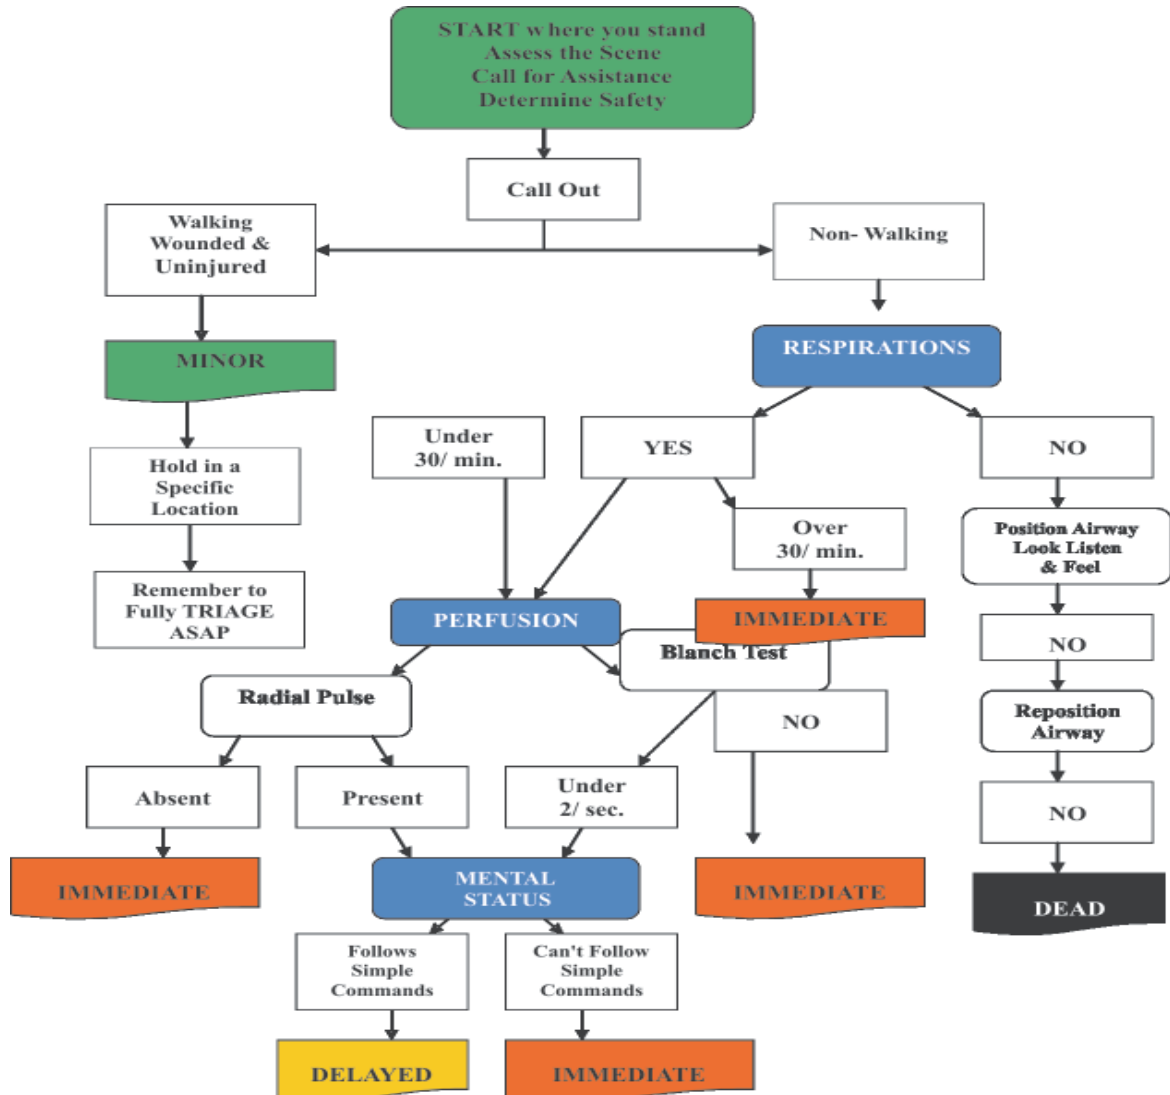 START where you stand
Assess the Scene
Call for Assistance
Determine Safety
Call Out
Walking
Wounded &
Uninjured
Non- Walking
MINOR
RESPIRATIONS
Under
30/ min.
YES
NO
Hold in a
Specific
Location
Over
30/ min.
Position Airway
Look Listen
& Feel
Remember to
Fully TRIAGE
ASAP
PERFUSION
IMMEDIATE
NO
Blanch Test
Radial Pulse
NO
Reposition
Airway
Absent
Present
Under
2/ sec.
NO
IMMEDIATE
MENTAL
STATUS
IMMEDIATE
DEAD
Follows
Simple
Commands
Can't Follow
Simple
Commands
DELAYED
IMMEDIATE